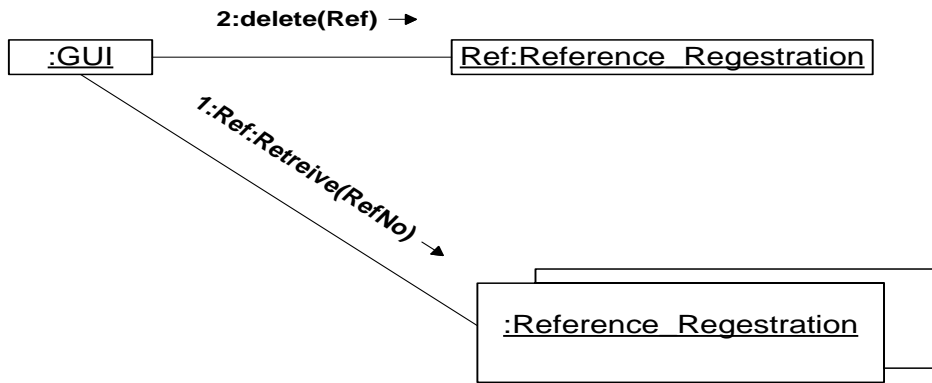 2:delete(Ref)
:GUI
Ref:Reference_Regestration
1:Ref:Retreive(RefNo)
:Reference_Regestration